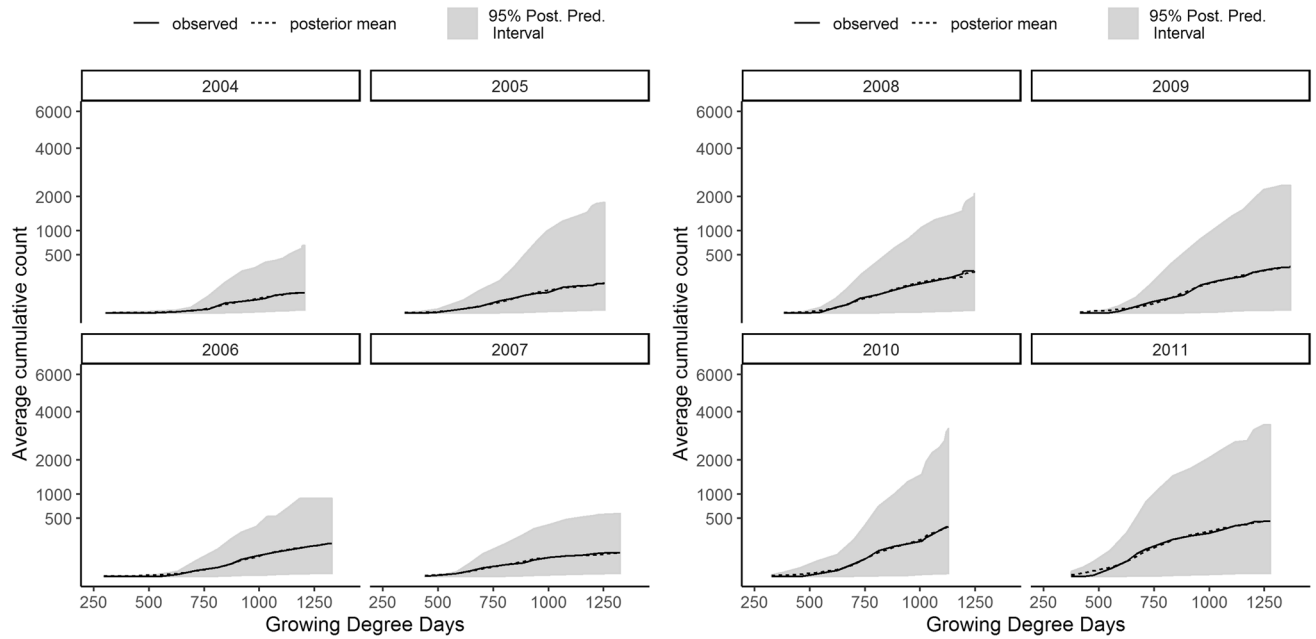 observed posterior mean 95% Post. Pred.
Interval
2004 2005
6000
4000
2000
1000
500
2006 2007
6000
4000
2000
1000
500
250 500 750 1000 1250 250 500 750 1000 1250
Growing Degree Days
Average cumulative count
observed posterior mean 95% Post. Pred.
Interval
2008 2009
6000
4000
2000
1000
500
2010 2011
6000
4000
2000
1000
500
250 500 750 1000 1250 250 500 750 1000 1250
Growing Degree Days
Average cumulative count